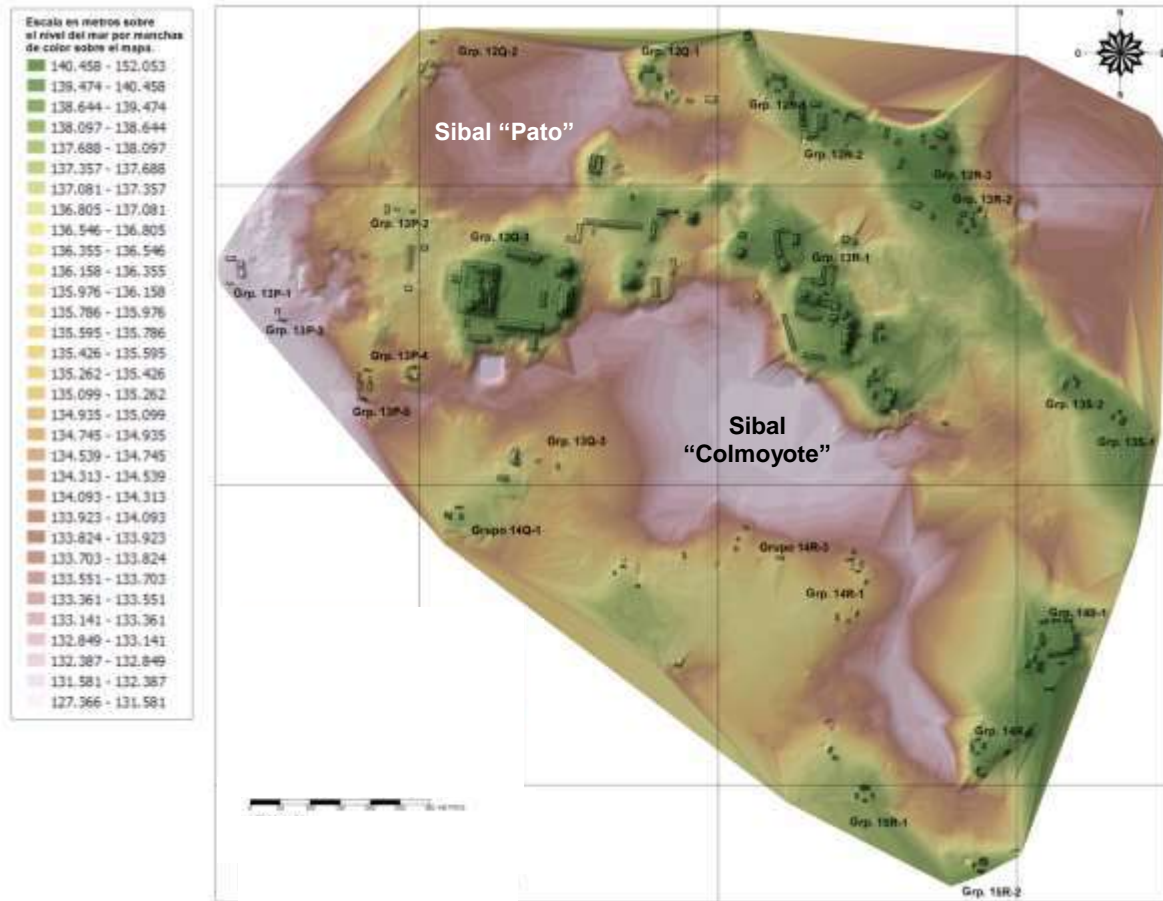 Escala en metros sobre
el nivel del mar por manchas
de color sobre el mapa.
140.458 - 152.053
139.474 - 140.458
138.644 - 139.474
138.097 - 138.644
137.688 - 138.097
137.357 - 137.688
137.081 - 137.357
136.805 - 137.081
136.546 - 136.805
136.355 - 136.546
136.158 - 136.355
135.976 - 136.158
135.786 - 135.976
135.595 - 135.786
135.426 - 135.595
135.262 - 135.426
135.099 - 135.262
134.935 - 135.099
134.745 - 134.935
134.539 - 134.745
134.313 - 134.539
134.093 - 134.313
133.923 - 134.093
133.824 - 133.923
133.703 - 133.824
133.551 - 133.703
133.361 - 133.551
133.141 - 133.361
132.849 - 133.141
132.387 - 132.849
131.581 - 132.387
127.366 - 131.581
Grp. 12Q-2
Grp. 12Q-1
Sibal “Pato”
Grp. 12R-2
Grp. 12R-3
Grp. 13R-2
Grp. 13P-2
Grp. 13Q-1
Grp. 13R-1
Grp. 13P-1
Grp. 13P-3
Grp. 13P-4
Grp. 13P-5
Grp. 13S-2
Grp. 13S-1
Sibal
“Colmoyote”
Grp. 13Q-3
Grupo 14Q-1
Grupo 14R-3
Grp. 14R-1
Grp. 14S-1
Grp. 15R-1
Grp. 15R-2